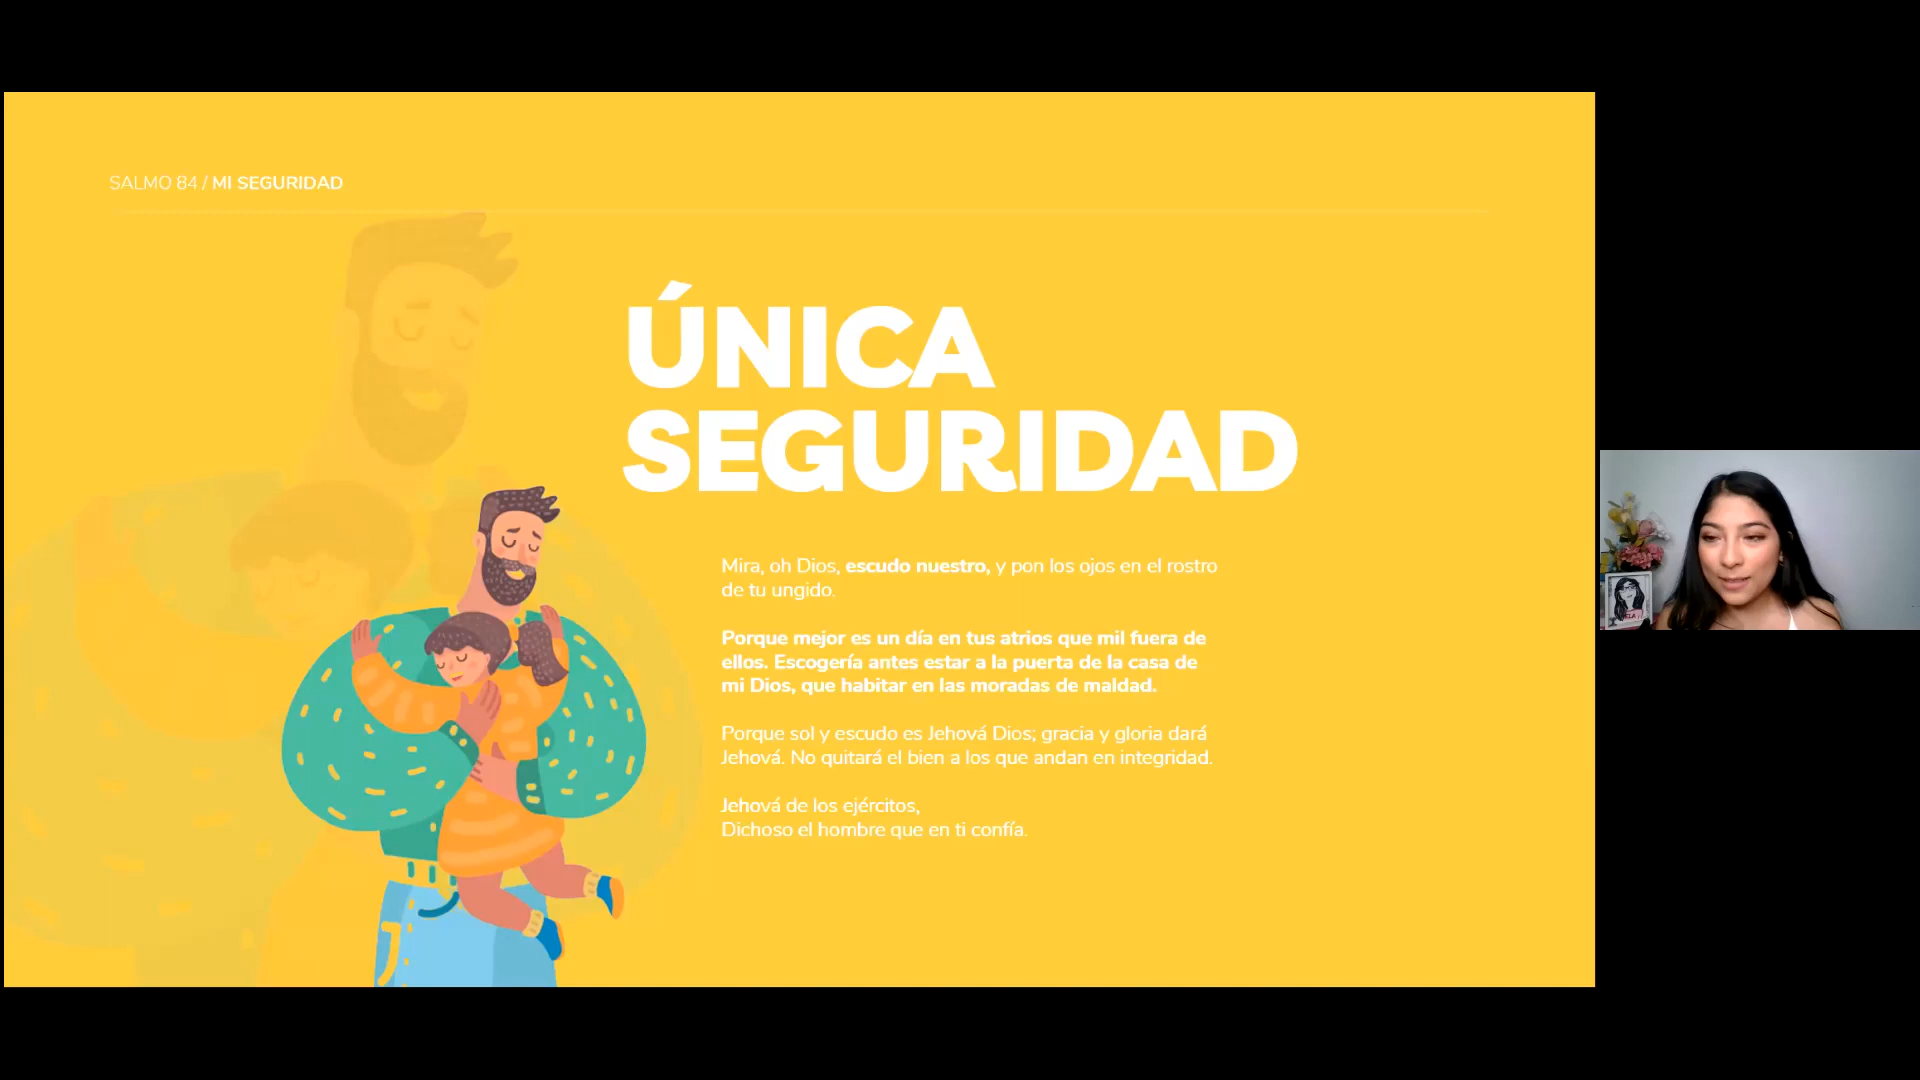 SALMO 84 / MI SEGURIDAD
ÚNICA
SEGURIDAD
Mira, oh Dios, escudo nuestro, y pon los ojos en el rostro
de tu ungido.
Porque mejor es un día en tus atrios que mil fuera de
ellos. Escogería antes estar a la puerta de la casa de
mi Dios, que habitar en las moradas de maldad.
Porque sol y escudo es Jehová Dios; gracia y gloria dará
Jehová. No quitará el bien a los que andan en integridad.
Jehová de los ejércitos,
Dichoso el hombre que en ti confía.